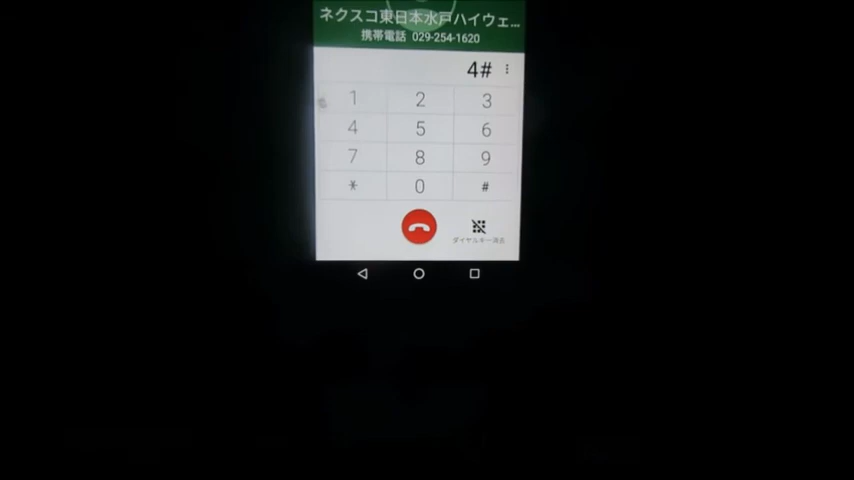 ネクスコ東日本水戸ハイウェ...
携帯電話 029-254-1620
4#
1 2 3
4 5 6
7 8 9
* 0 #
ダイヤルキー消去